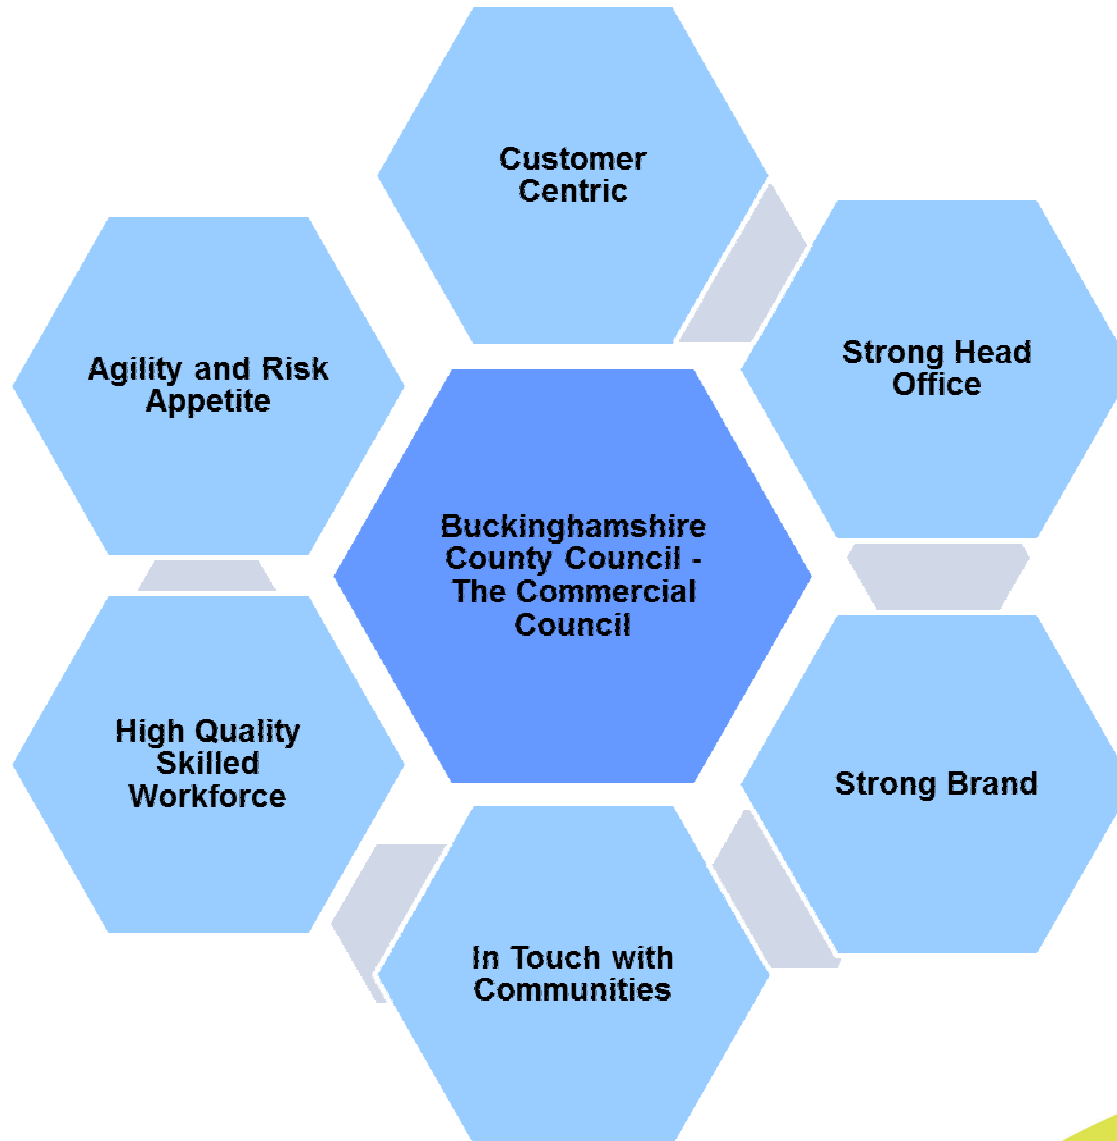 Customer
Centric
Strong Head
Office
Agility and Risk
Appetite
Buckinghamshire
County Council -
The Commercial
Council
High Quality
Skilled
Workforce
Strong Brand
In Touch with
Communities